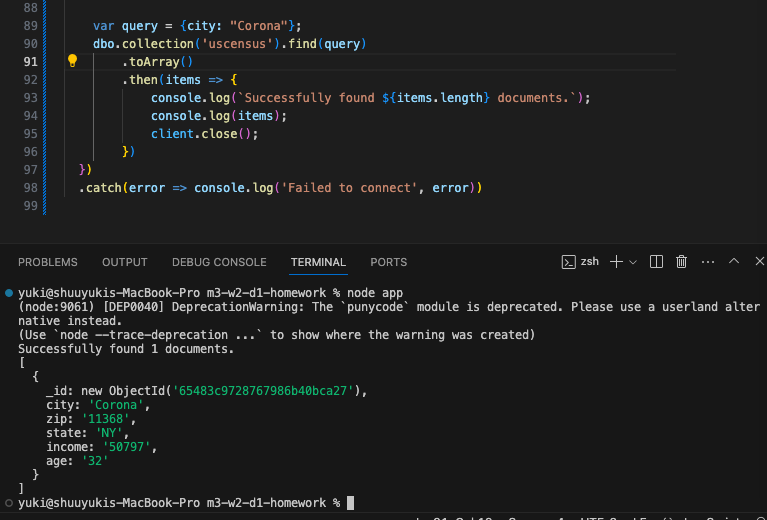 88
89 var query = {city: "Corona"};
90 dbo.collection('uscensus').find(query)
91 .toArray()
92 .then(items => {
93 console.log(`Successfully found ${items.length} documents.`);
94 console.log(items);
95 client.close();
96 })
97 })
98 .catch(error => console.log('Failed to connect', error))
99
PROBLEMS OUTPUT DEBUG CONSOLE TERMINAL PORTS zsh
yuki@shuuyukis-MacBook-Pro m3-w2-d1-homework % node app
(node:9061) [DEP0040] DeprecationWarning: The `punycode` module is deprecated. Please use a userland alter
native instead.
(Use `node --trace-deprecation ...` to show where the warning was created)
Successfully found 1 documents.
[
{
_id: new ObjectId('65483c9728767986b40bca27'),
city: 'Corona',
zip: '11368',
state: 'NY',
income: '50797',
age: '32'
}
]
yuki@shuuyukis-MacBook-Pro m3-w2-d1-homework %